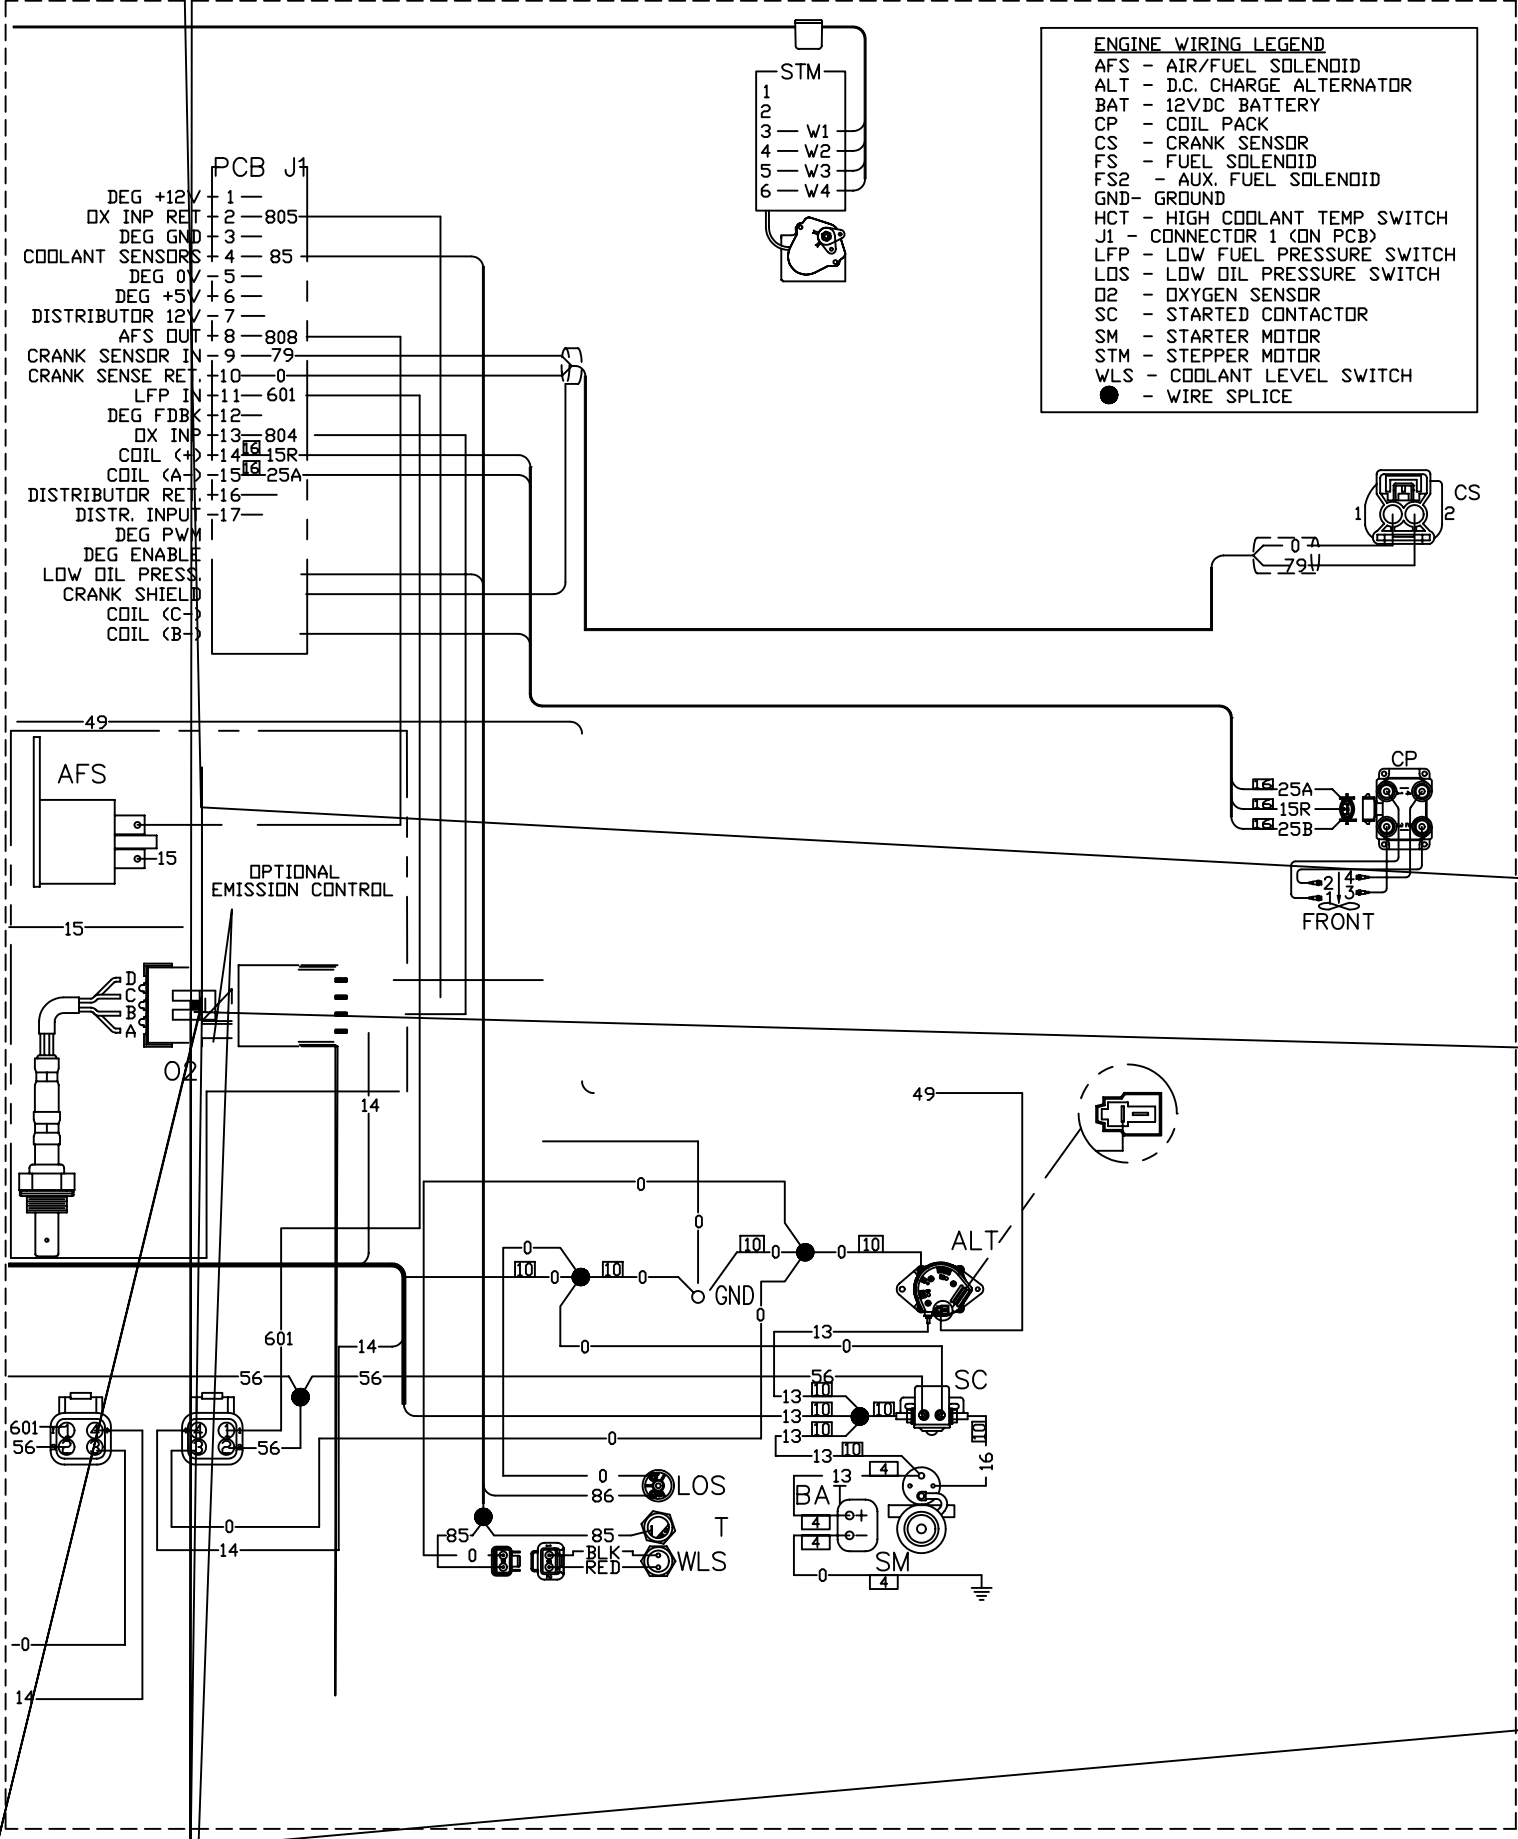 ENGINE WIRING LEGEND
AFS - AIR/FUEL SOLENOID
ALT - D.C. CHARGE ALTERNATOR
BAT - 12VDC BATTERY
CP - COIL PACK
CS - CRANK SENSOR
FS - FUEL SOLENOID
FS2 - AUX. FUEL SOLENOID
GND- GROUND
HCT - HIGH COOLANT TEMP SWITCH
J1 - CONNECTOR 1 (ON PCB)
LFP - LOW FUEL PRESSURE SWITCH
LOS - LOW OIL PRESSURE SWITCH
O2 - OXYGEN SENSOR
SC - STARTED CONTACTOR
SM - STARTER MOTOR
STM - STEPPER MOTOR
WLS - COOLANT LEVEL SWITCH
- WIRE SPLICE
STM
1
2
3 W1
4 W2
5 W3
6 W4
PCB J1
DEG +12V 1
OX INP RET 2 805
DEG GND 3
COOLANT SENSORS 4 85
DEG 0V 5
DEG +5V 6
DISTRIBUTOR 12V 7
AFS OUT 8 808
CRANK SENSOR IN 9 79
CRANK SENSE RET. 10 0
LFP IN 11 601
DEG FDBK 12
OX INP 13 804
COIL (+) 14 16 15R
COIL (A-) 15 16 25A
DISTRIBUTOR RET. 16
DISTR. INPUT 17
DEG PWM
DEG ENABLE
LOW OIL PRESS.
CRANK SHIELD
COIL (C-)
COIL (B-)
CS
1 2
0
79
49
AFS
15
OPTIONAL
EMISSION CONTROL
15
CP
16 25A
16 15R
16 25B
2 4
1 3
FRONT
D
C
B
A
O2
14
49
0
0
0 10 0 0 10
ALT
10 0 10 0
GND
0
601
14
13
0 0
56 56
56
SC
13 10
13 10 10
13 10
13 10
10
16
601
56
1 4
2 3
4 1
3 2
56
0
0
86
LOS
13 4
BAT
4
4
+
-
SM
0
4
85
85
T
0
BLK
RED
WLS
0
14
0
14